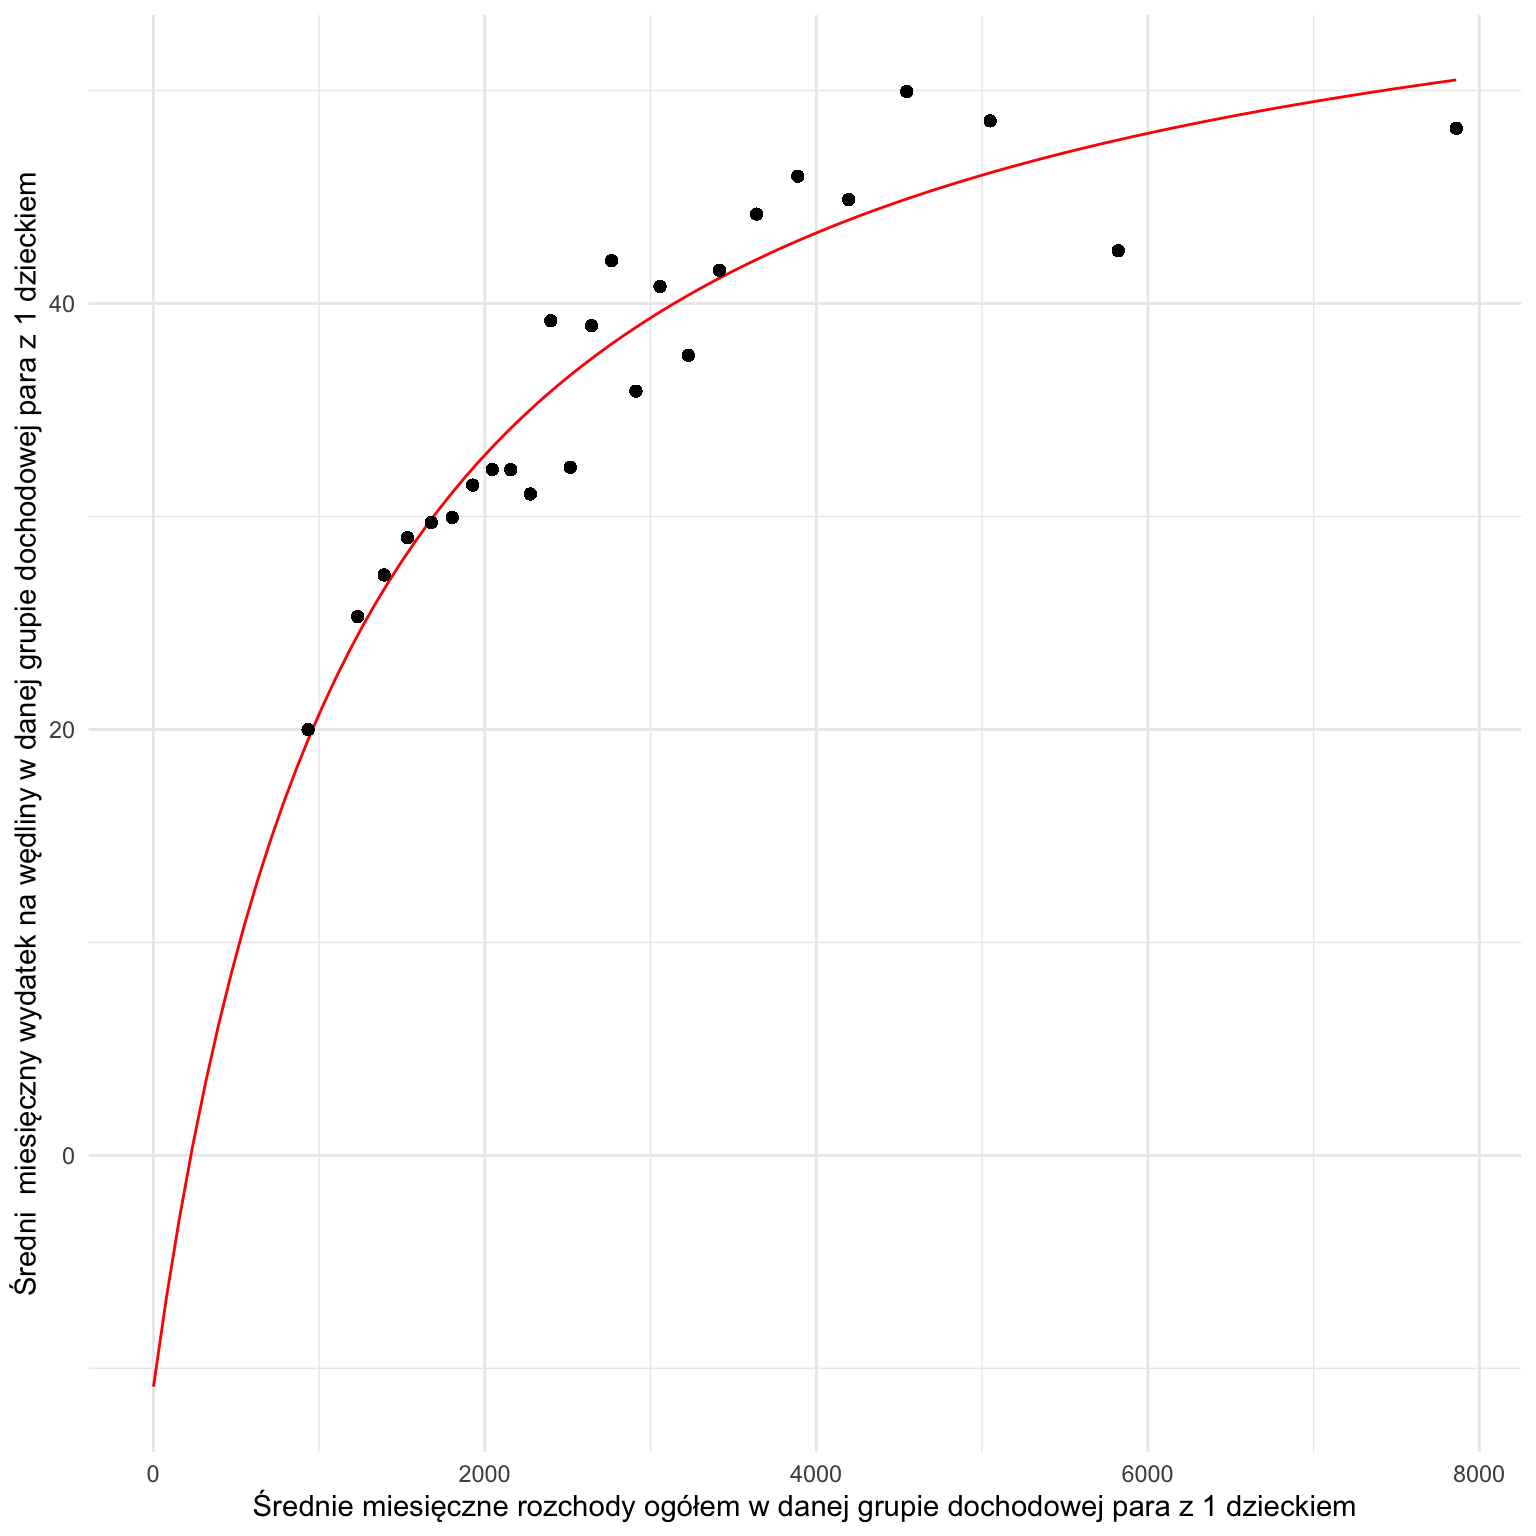 Średni  miesięczny wydatek na wędliny w danej grupie dochodowej para z 1 dzieckiem
40
20
0
0 2000 4000 6000 8000
Średnie miesięczne rozchody ogółem w danej grupie dochodowej para z 1 dzieckiem